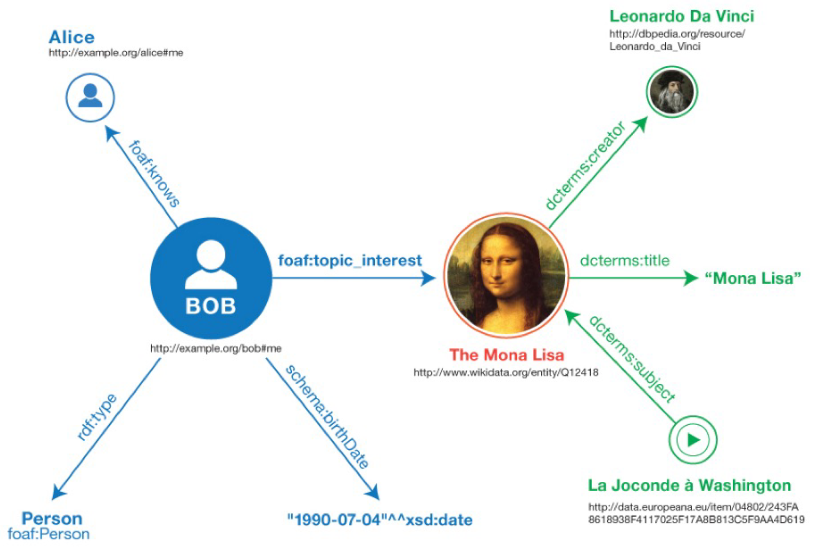 Alice
http://example.org/alice#me
Leonardo Da Vinci
http://dbpedia.org/resource/
Leonardo_da_Vinci
foaf:knows
dcterms:creator
BOB
http://example.org/bob#me
foaf:topic_interest
dcterms:title
“Mona Lisa”
The Mona Lisa
http://www.wikidata.org/entity/Q12418
dcterms:subject
rdf:type
schema:birthDate
La Joconde à Washington
http://data.europeana.eu/item/04802/243FA
8618938F4117025F17A8B813C5F9AA4D619
Person
foaf:Person
"1990-07-04"^^xsd:date